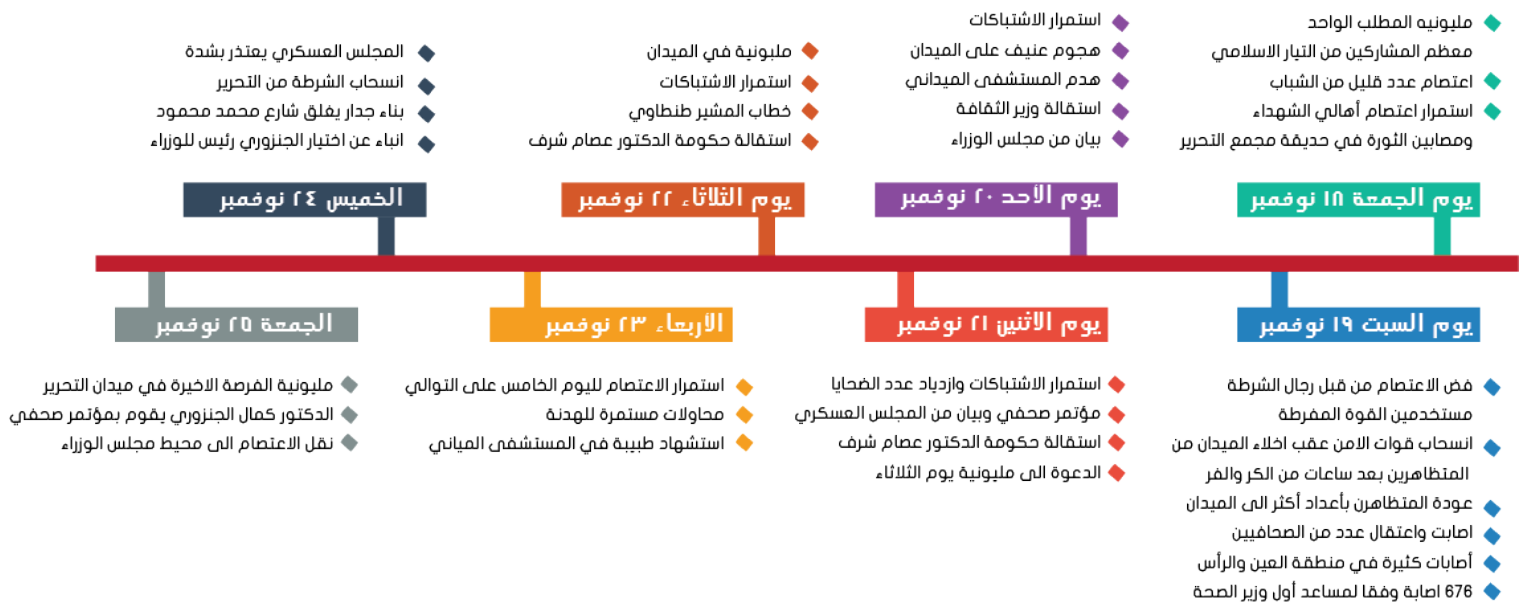 مليونيه المطلب الواحد
معظم المشاركين من التيار الاسلامي
اعتصام عدد قليل من الشباب
استمرار اعتصام أهالي الشهداء
ومصابين الثورة في حديقة مجمع التحرير
يوم الجمعة ١٨ نوفمبر
يوم السبت ١٩ نوفمبر
فض الاعتصام من قبل رجال الشرطة
مستخدمين القوة المفرطة
انسحاب قوات الامن عقب اخلاء الميدان من
المتظاهرين بعد ساعات من الكر والفر
عودة المتظاهرن بأعداد أكثر الى الميدان
اصابت واعتقال عدد من الصحافيين
أصابات كثيرة في منطقة العين والرأس
676 اصابة وفقا لمساعد أول وزير الصحة
استمرار الاشتباكات
هجوم عنيف على الميدان
هدم المستشفى الميداني
استقالة وزير الثقافة
بيان من مجلس الوزراء
يوم الأحد ٢٠ نوفمبر
يوم الاثنين ٢١ نوفمبر
استمرار الاشتباكات وازدياد عدد الضحايا
مؤتمر صحفي وبيان من المجلس العسكري
استقالة حكومة الدكتور عصام شرف
الدعوة الى مليونية يوم الثلاثاء
مليونية في الميدان
استمرار الاشتباكات
خطاب المشير طنطاوي
استقالة حكومة الدكتور عصام شرف
يوم الثلاثاء ٢٢ نوفمبر
الأربعاء ٢٣ نوفمبر
استمرار الاعتصام لليوم الخامس على التوالي
محاولات مستمرة للهدنة
استشهاد طبيبة في المستشفى المياني
المجلس العسكري يعتذر بشدة
انسحاب الشرطة من التحرير
بناء جدار يغلق شارع محمد محمود
انباء عن اختيار الجنزوري رئيس للوزراء
الخميس ٢٤ نوفمبر
الجمعة ٢٥ نوفمبر
مليونية الفرصة الاخيرة في ميدان التحرير
الدكتور كمال الجنزوري يقوم بمؤتمر صحفي
نقل الاعتصام الى محيط مجلس الوزراء